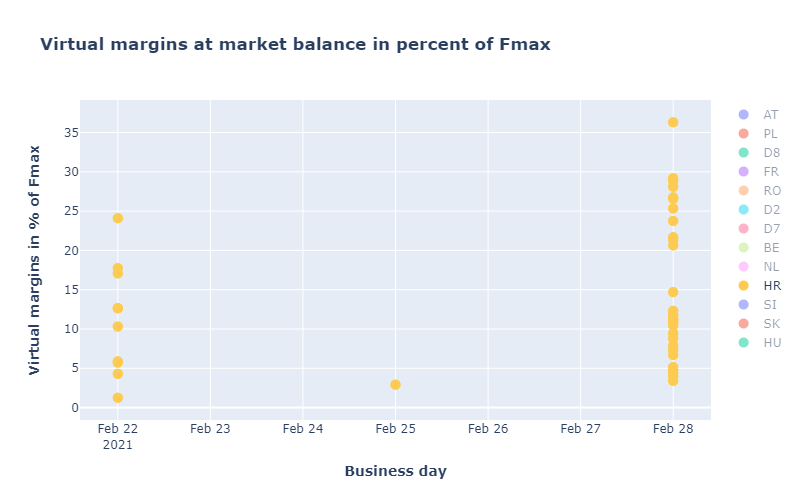 Virtual margins at market balance in percent of Fmax
Virtual margins in % of Fmax
35
30
25
20
15
10
5
0
Feb 22
2021
Feb 23
Feb 24
Feb 25
Feb 26
Feb 27
Feb 28
Business day
AT
PL
D8
FR
RO
D2
D7
BE
NL
HR
SI
SK
HU